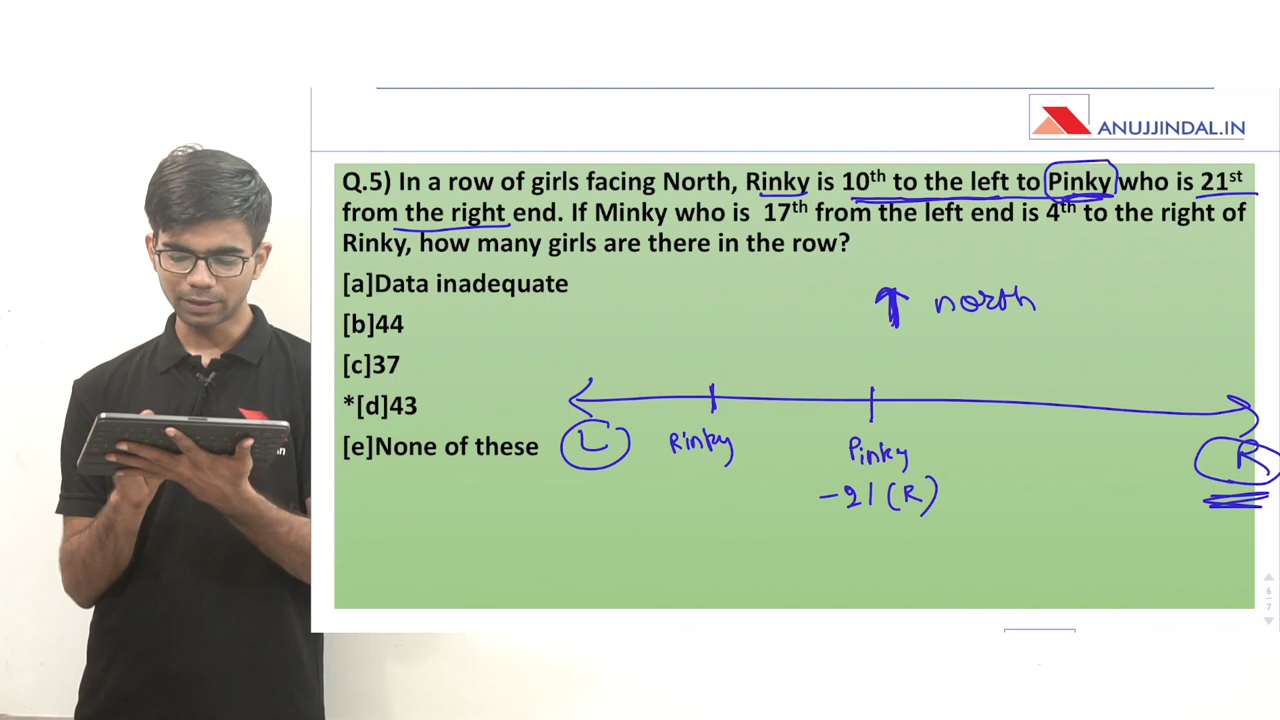 ANUJJINDAL.IN
Q.5) In a row of girls facing North, Rinky is 10th to the left to Pinky who is 21st
from the right end. If Minky who is 17th from the left end is 4th to the right of
Rinky, how many girls are there in the row?
[a]Data inadequate
[b]44
[c]37
*[d]43
[e]None of these
north
L Rinky Pinky R
-21 (R)
6
7